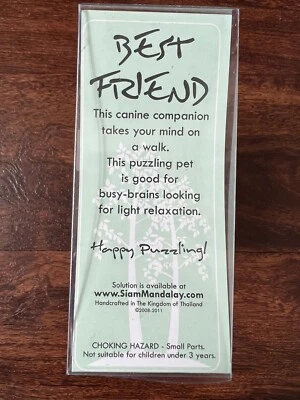 BEST
FRIEND
This canine companion
takes your mind on
a walk.
This puzzling pet
is good for
busy-brains looking
for light relaxation.
Happy Puzzling!
Solution is available at
www.SiamMandalay.com
Handcrafted in The Kingdom of Thailand
©2006-2011
CHOKING HAZARD - Small Parts.
Not suitable for children under 3 years.